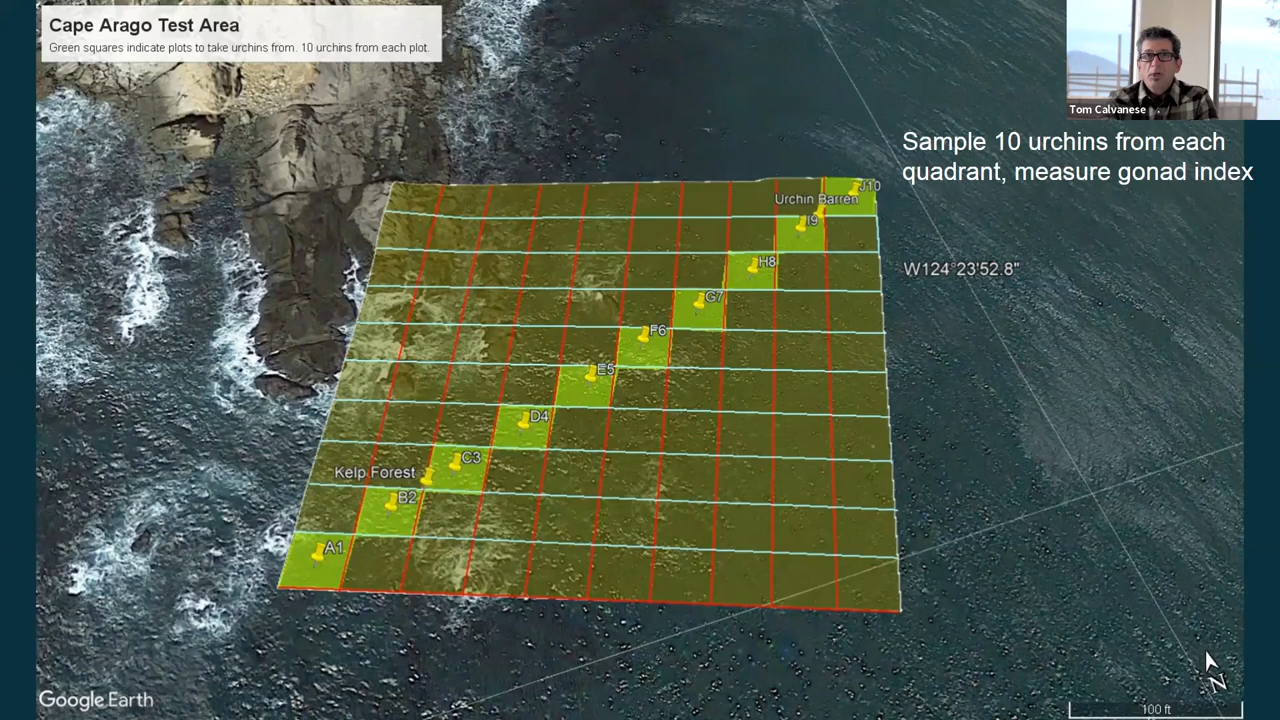 Cape Arago Test Area
Green squares indicate plots to take urchins from. 10 urchins from each plot.
Tom Calvanese
Sample 10 urchins from each
quadrant, measure gonad index
J10
Urchin Barren
I9
H8
W124°23'52.8"
G7
F6
E5
D4
C3
Kelp Forest
B2
A1
N
Google Earth
100 ft